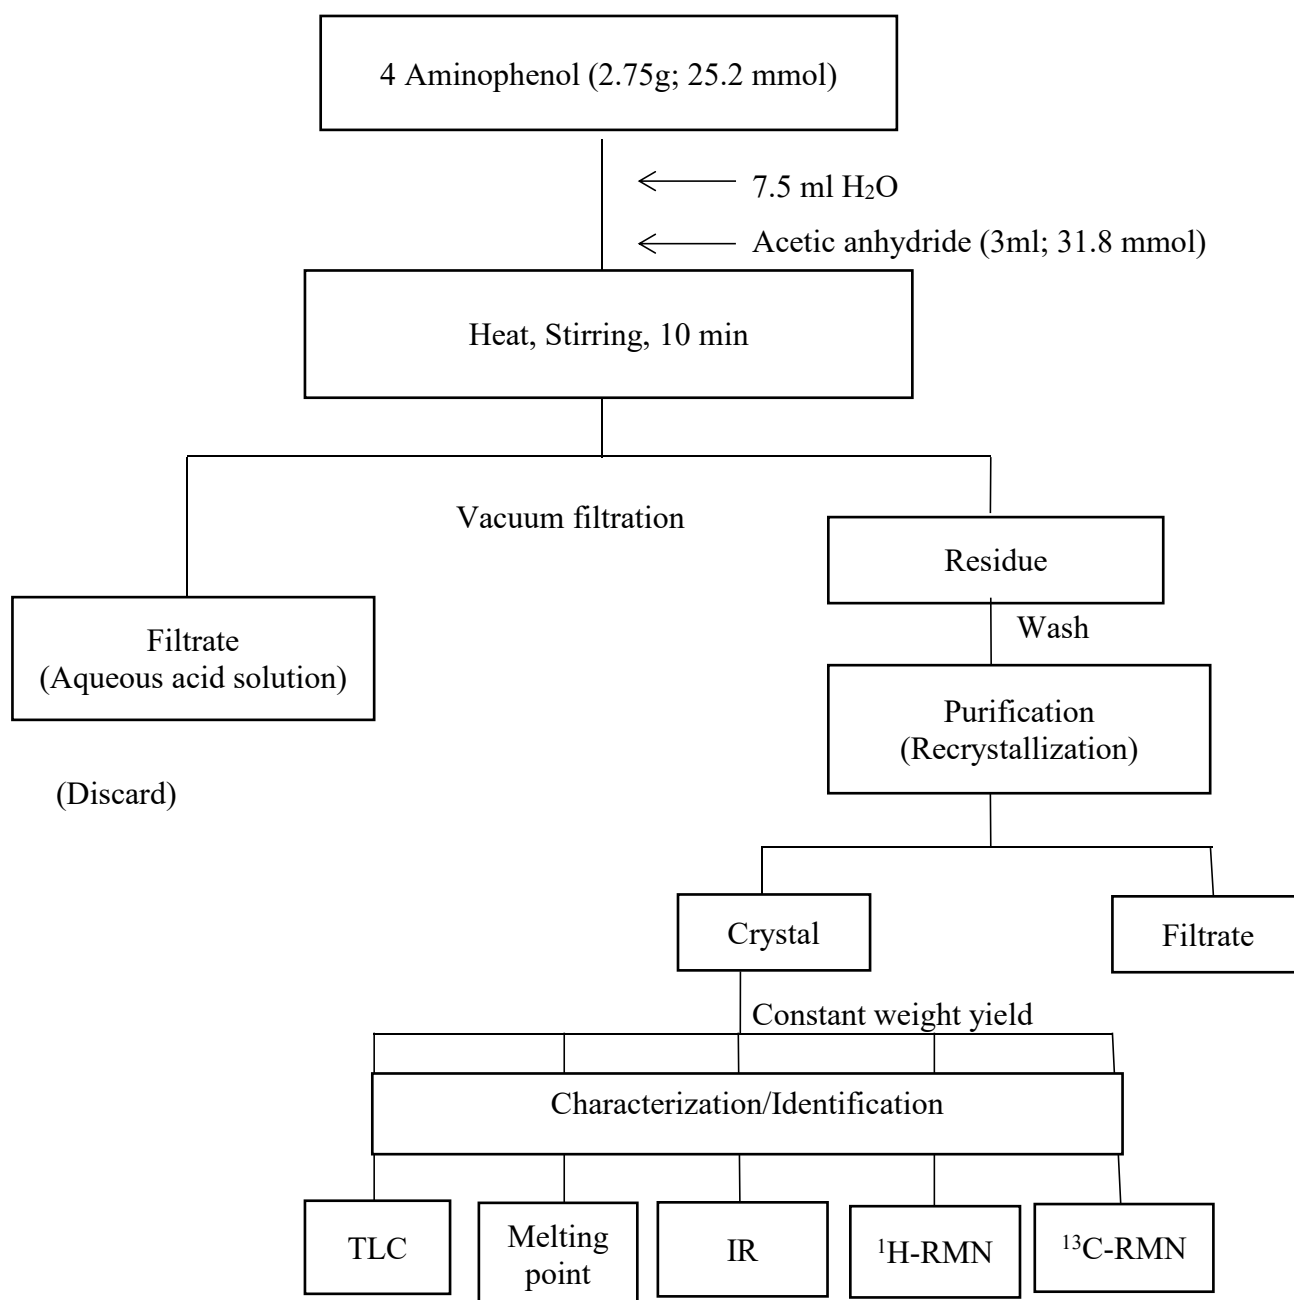 4 Aminophenol (2.75g; 25.2 mmol)
7.5 ml H₂O
Acetic anhydride (3ml; 31.8 mmol)
Heat, Stirring, 10 min
Vacuum filtration
Residue
Wash
Filtrate
(Aqueous acid solution)
(Discard)
Purification
(Recrystallization)
Crystal
Filtrate
Constant weight yield
Characterization/Identification
TLC
Melting
point
IR
¹H-RMN
¹³C-RMN